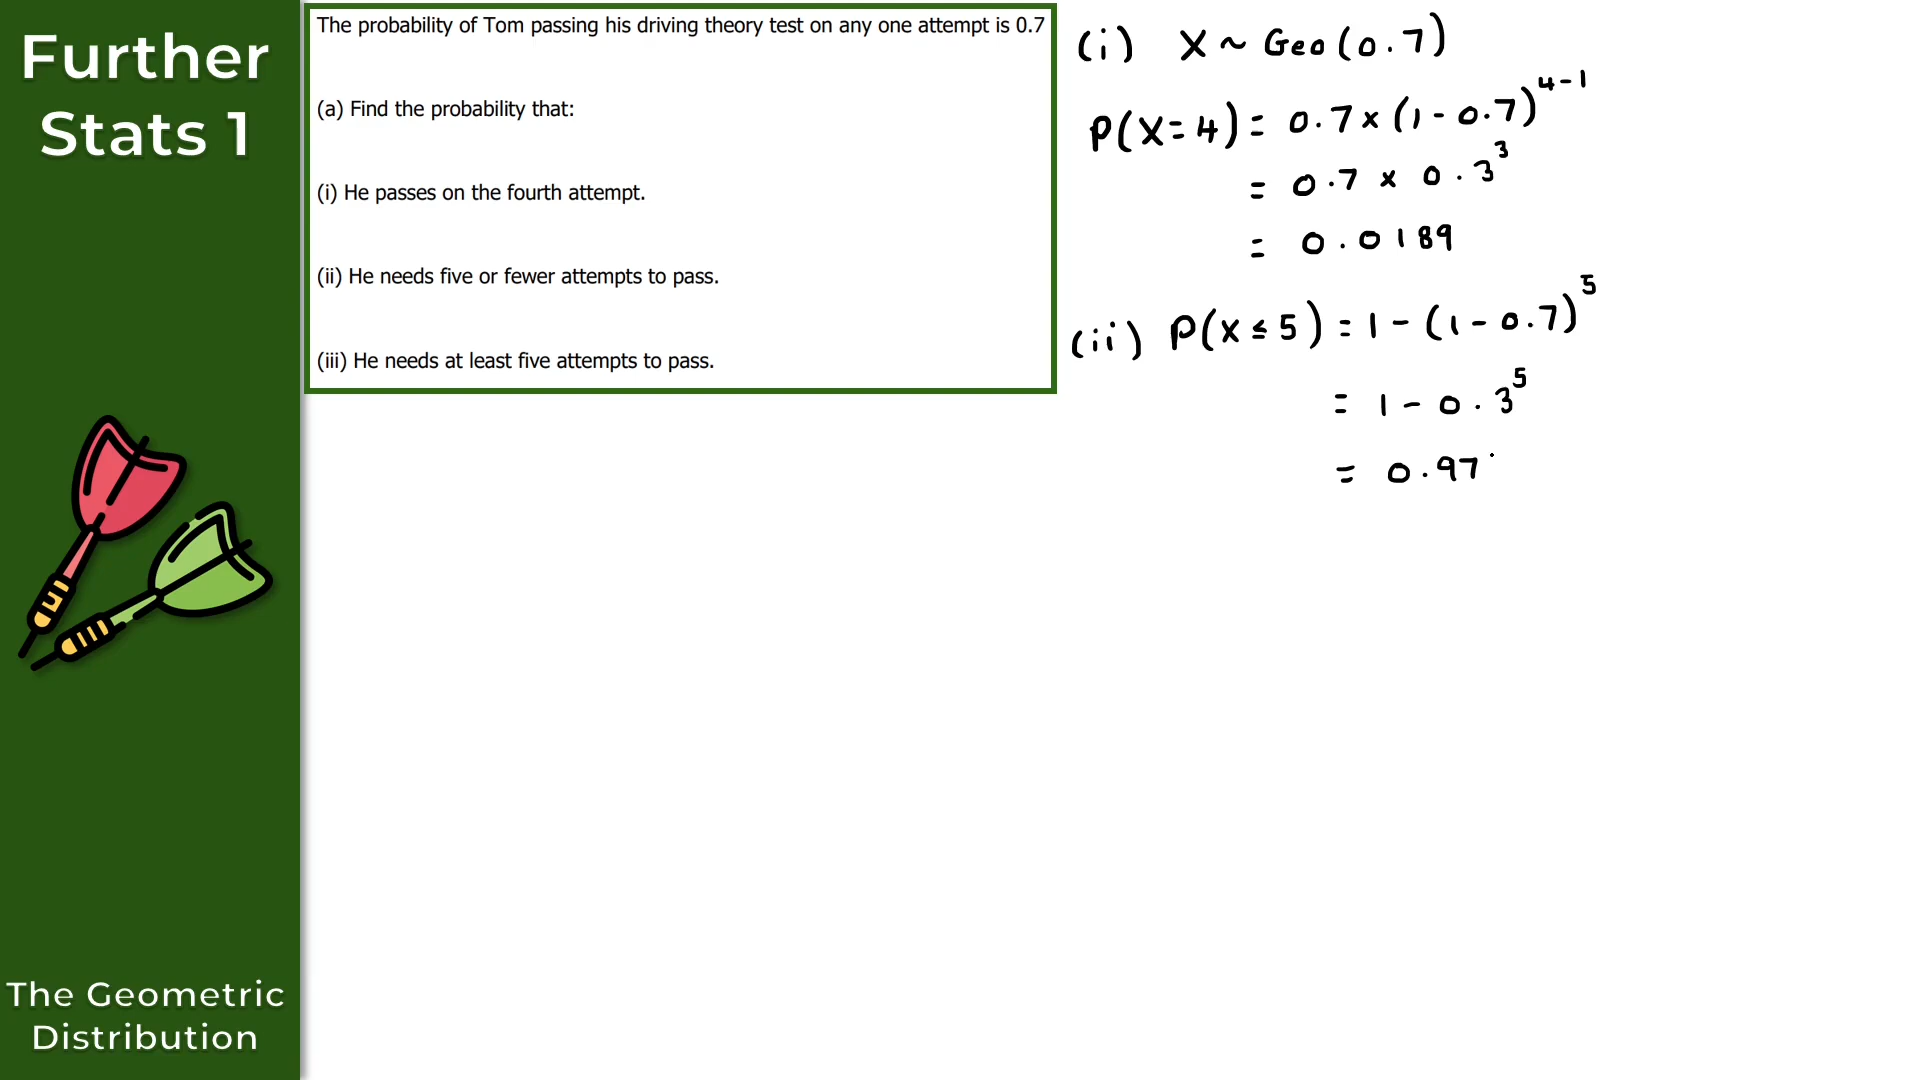 Further
Stats 1
The probability of Tom passing his driving theory test on any one attempt is 0.7
(a) Find the probability that:
(i) He passes on the fourth attempt.
(ii) He needs five or fewer attempts to pass.
(iii) He needs at least five attempts to pass.
(i) X ~ Geo(0.7)
P(X=4) = 0.7 × (1-0.7)^4-1
= 0.7 × 0.3^3
= 0.0189
(ii) P(X≤5) = 1-(1-0.7)^5
= 1-0.3^5
= 0.97
The Geometric
Distribution